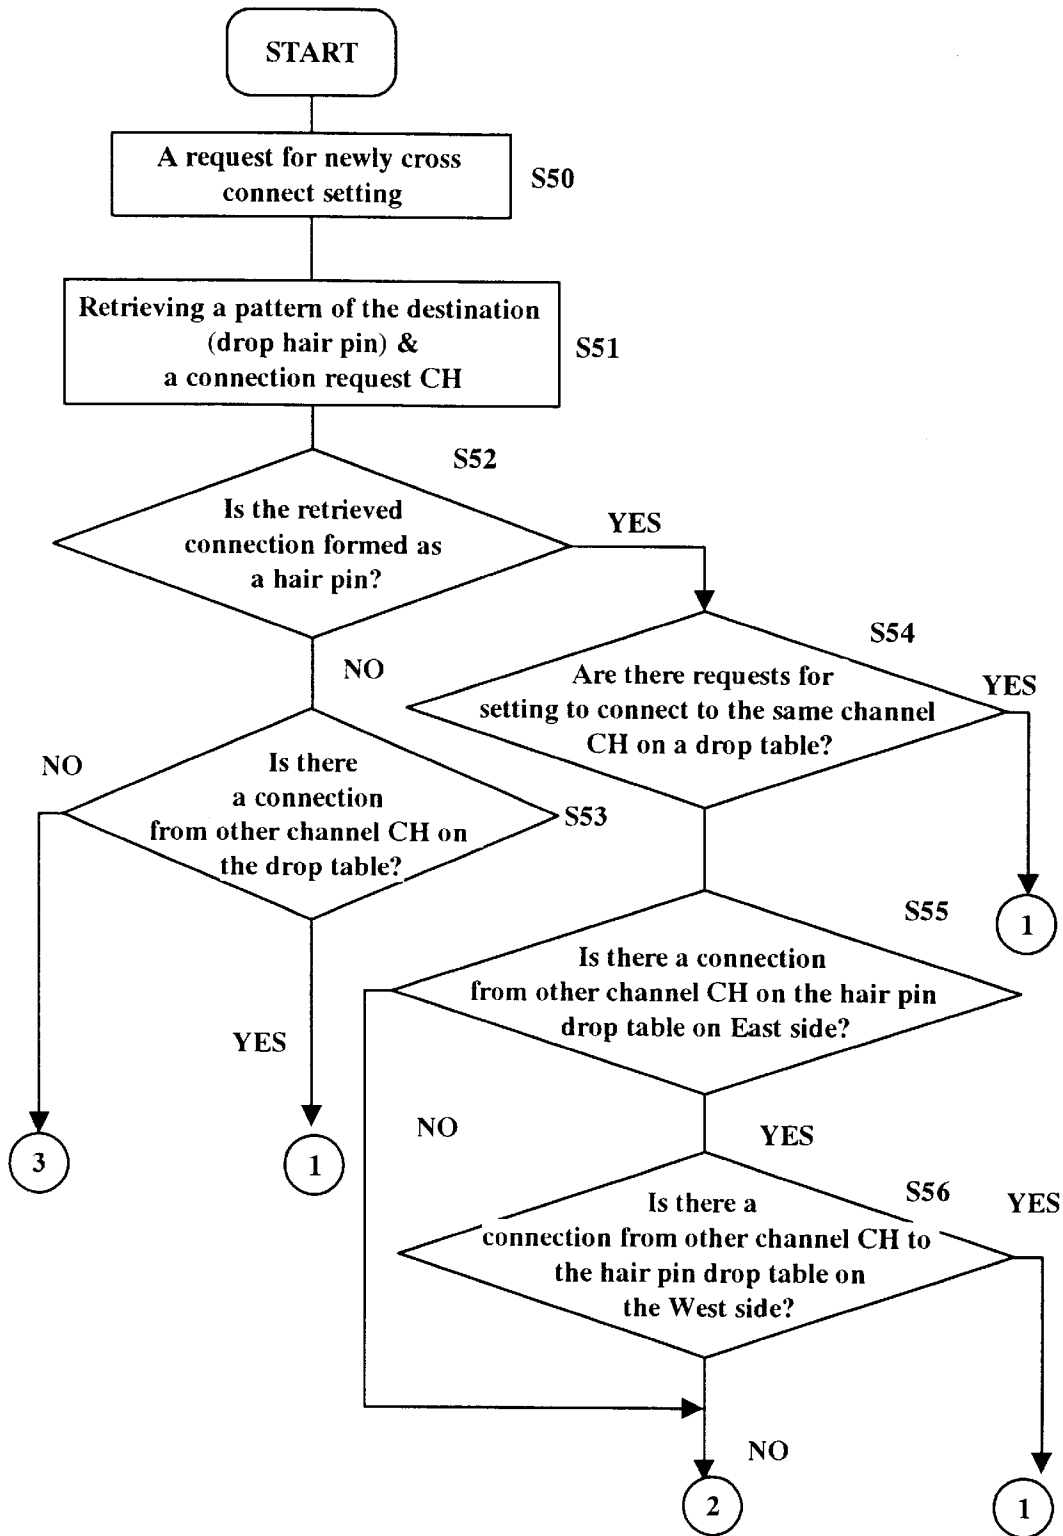 START
A request for newly cross
connect setting
S50
Retrieving a pattern of the destination
(drop hair pin) &
a connection request CH
S51
S52
Is the retrieved
connection formed as
a hair pin?
YES
NO
S54
Are there requests for
setting to connect to the same channel
CH on a drop table?
YES
1
NO
Is there
a connection
from other channel CH on
the drop table?
S53
YES
3
1
S55
Is there a connection
from other channel CH on the hair pin
drop table on East side?
NO
YES
S56
Is there a
connection from other channel CH to
the hair pin drop table on
the West side?
YES
NO
2
1